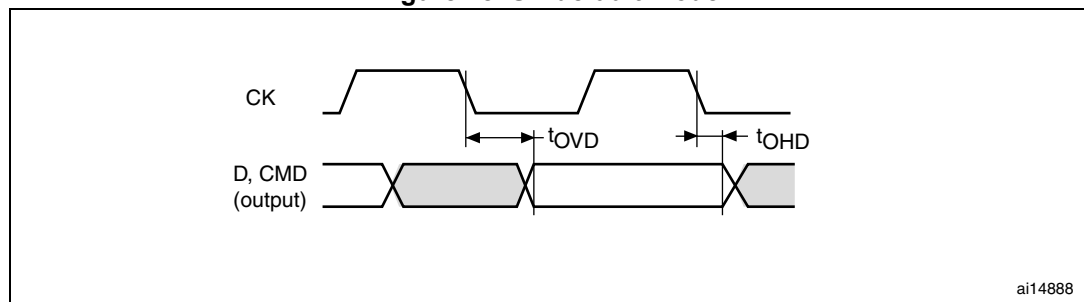 CK
tOVD
tOHD
D, CMD
(output)
ai14888